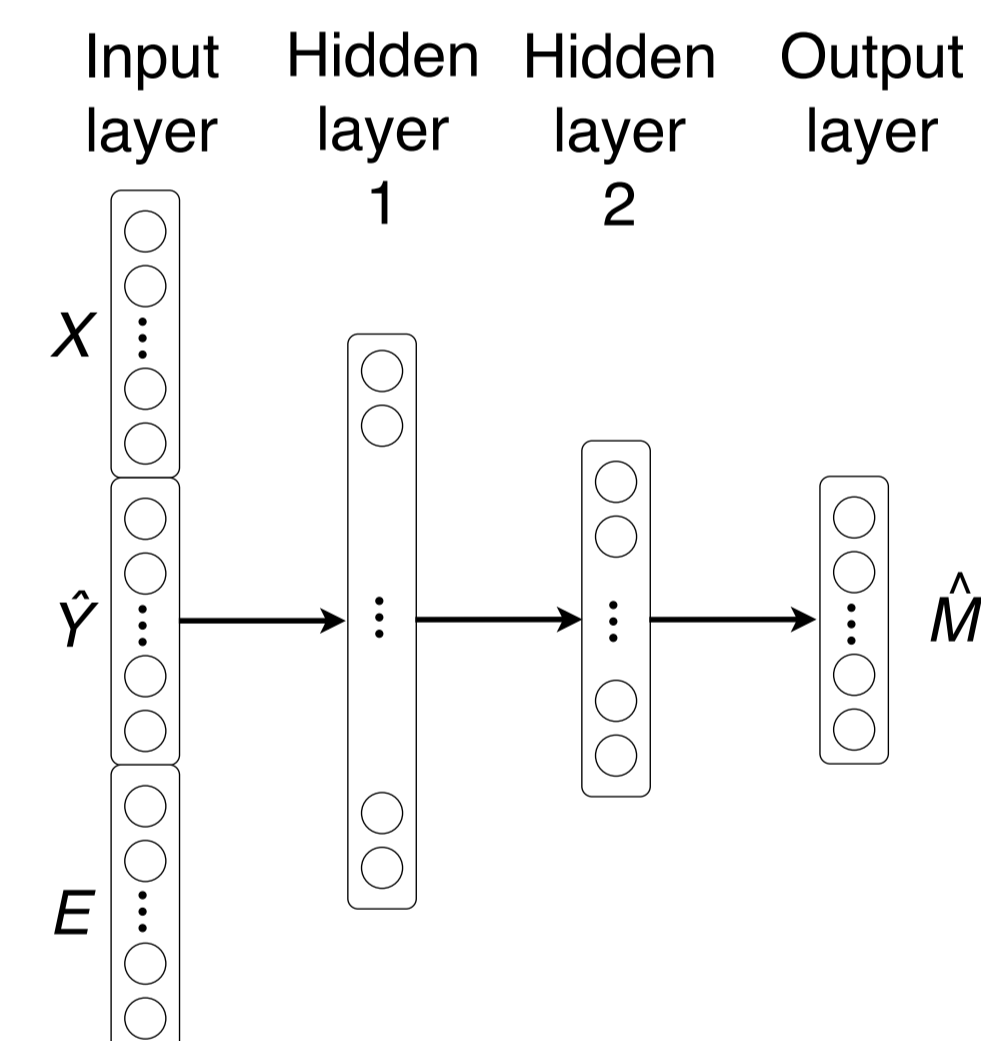 Input layer
Hidden layer 1
Hidden layer 2
Output layer
X
Ŷ
E
M̂